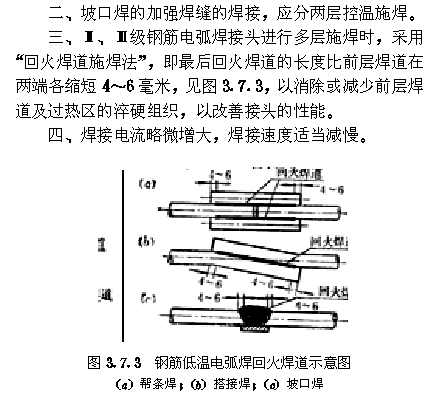 二、坡口焊的加强焊缝的焊接，应分两层控温施焊。
三、Ⅱ、Ⅲ级钢筋电弧焊接头进行多层施焊时，采用
“回火焊道施焊法”，即最后回火焊道的长度比前层焊道在
两端各缩短4～6毫米，见图3.7.3，以消除或减少前层焊
道及过热区的淬硬组织，以改善接头的性能。
四、焊接电流略微增大，焊接速度适当减慢。
(a)
4～6
回火焊道
4～6
(b)
回火焊
4～6
4～6
道
4～6
回火焊
(c)
4～6
图 3.7.3 钢筋低温电弧焊回火焊道示意图
(a) 帮条焊；(b) 搭接焊；(c) 坡口焊